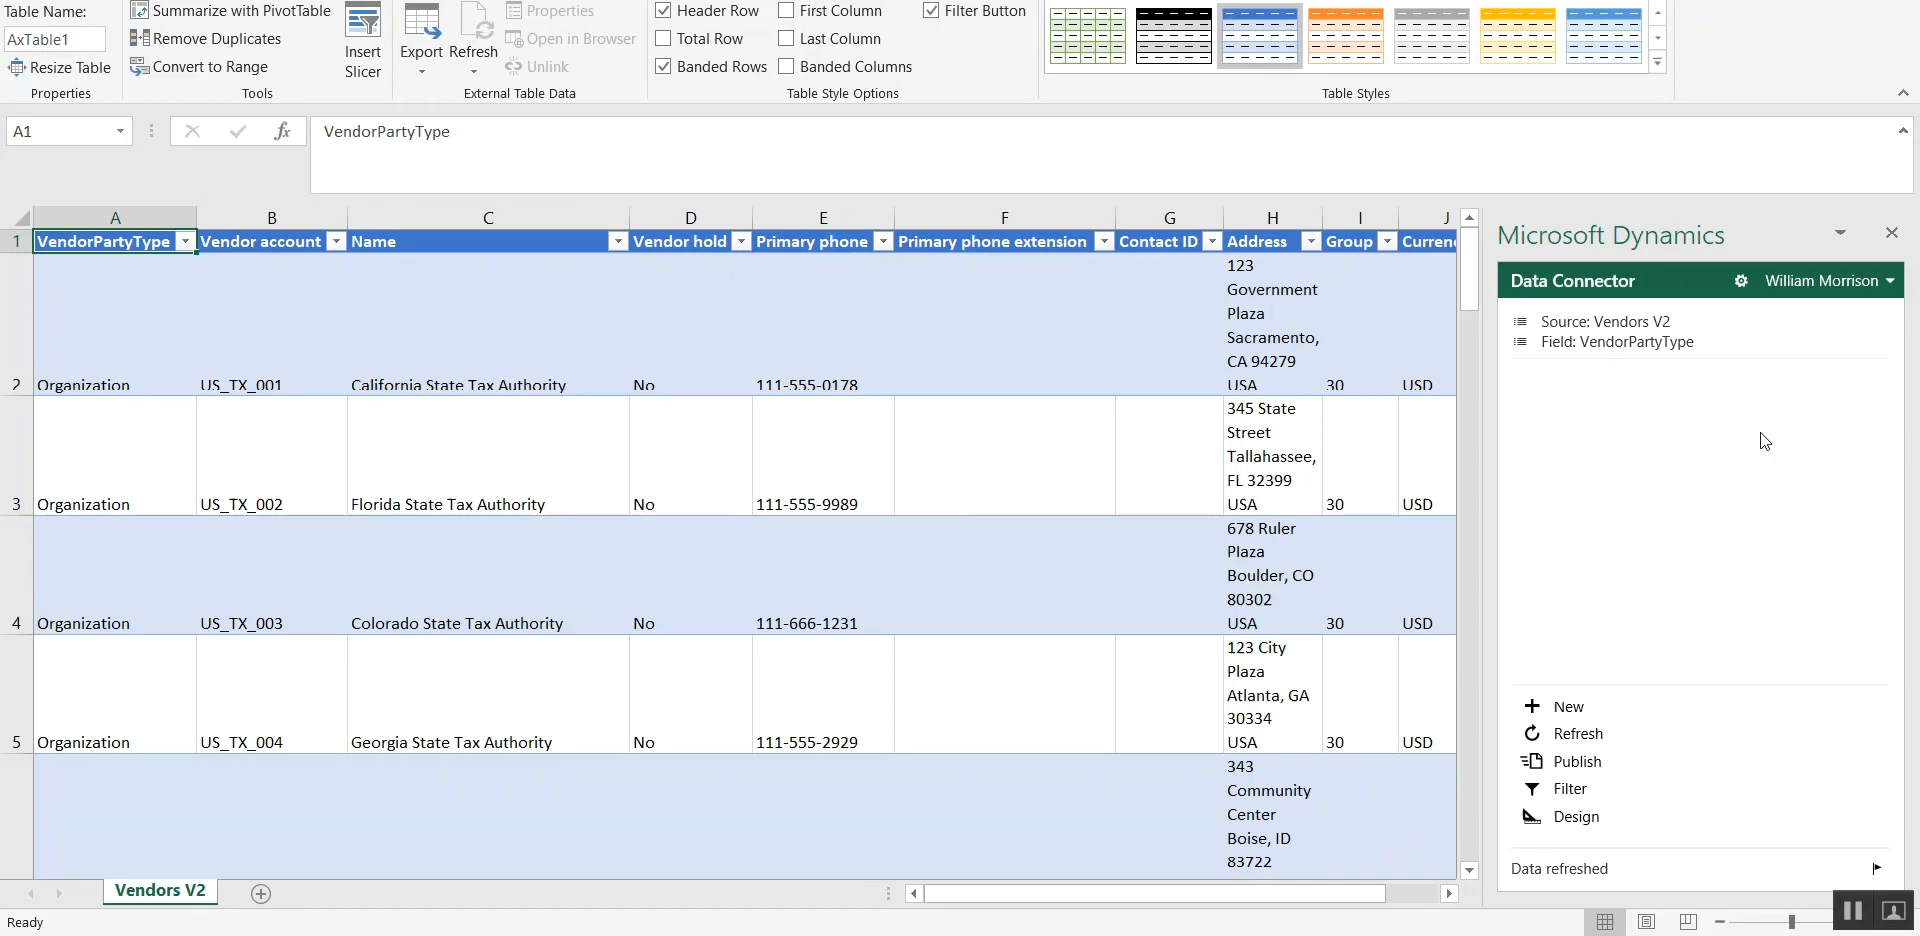 Table Name:
AxTable1
Resize Table
Properties
Summarize with PivotTable
Remove Duplicates
Convert to Range
Tools
Insert
Slicer
Export
Refresh
Properties
Open in Browser
Unlink
External Table Data
Header Row
First Column
Filter Button
Total Row
Last Column
Banded Rows
Banded Columns
Table Style Options
Table Styles
A1
fx
VendorPartyType
A B C D E F G H I J
1 VendorPartyType Vendor account Name Vendor hold Primary phone Primary phone extension Contact ID Address Group Curren
123
Government
Plaza
Sacramento,
CA 94279
2 Organization US_TX_001 California State Tax Authority No 111-555-0178 USA 30 USD
345 State
Street
Tallahassee,
FL 32399
3 Organization US_TX_002 Florida State Tax Authority No 111-555-9989 USA 30 USD
678 Ruler
Plaza
Boulder, CO
80302
4 Organization US_TX_003 Colorado State Tax Authority No 111-666-1231 USA 30 USD
123 City
Plaza
Atlanta, GA
30334
5 Organization US_TX_004 Georgia State Tax Authority No 111-555-2929 USA 30 USD
343
Community
Center
Boise, ID
83722
Vendors V2
Ready
Microsoft Dynamics
Data Connector
William Morrison
Source: Vendors V2
Field: VendorPartyType
New
Refresh
Publish
Filter
Design
Data refreshed